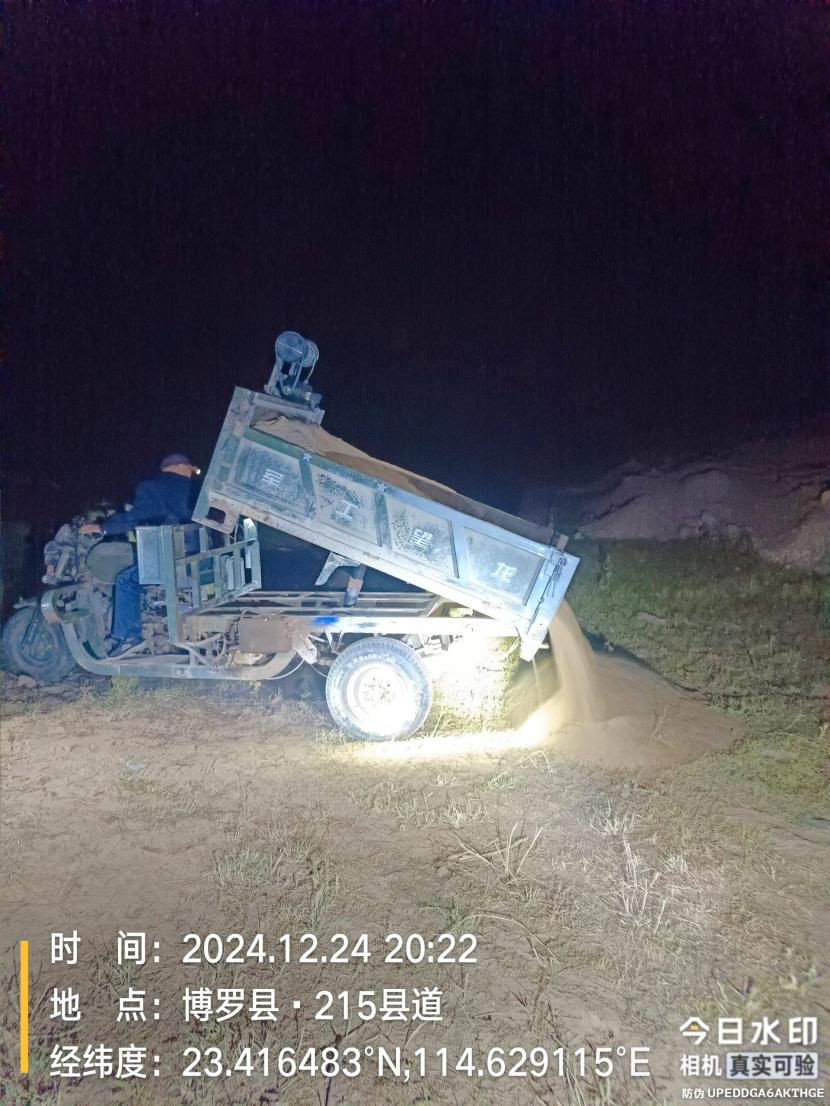 时 间：2024.12.24 20:22
地 点：博罗县·215县道
经纬度：23.416483°N,114.629115°E
今日水印
相机 真实可验
防伪 UPEDDGA6AKTHGE